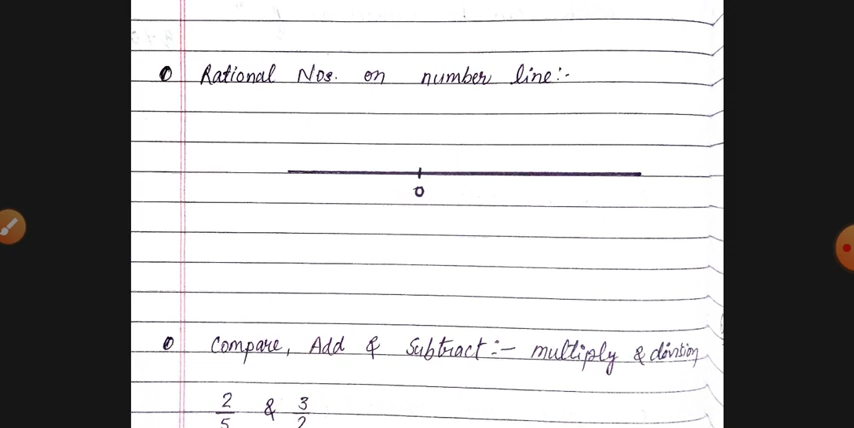 o Rational Nos. on number line:-
0
o Compare, Add & Subtract:- multiply & division
2/5 & 3/2